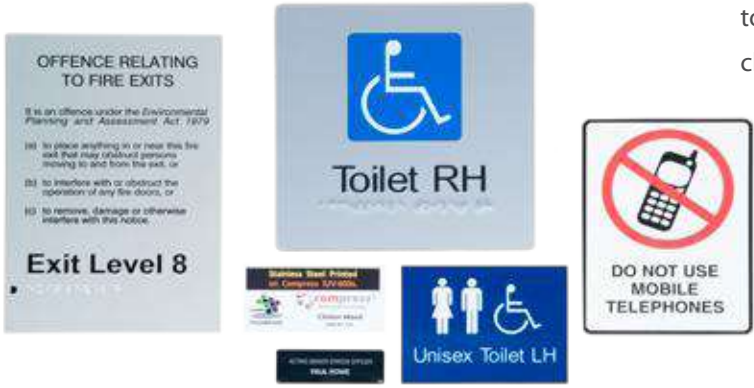 OFFENCE RELATING
TO FIRE EXITS
It is an offence under the Environmental
Planning and Assessment Act 1979
(a) to place anything in or near this fire
exit that may obstruct persons
moving to and from the exit, or
(b) to interfere with or obstruct the
operation of any fire doors, or
(c) to remove, damage or otherwise
interfere with this notice.
Exit Level 8
Toilet RH
Stainless Steel Printed
on Compress
compress
Unisex Toilet LH
DO NOT USE
MOBILE
TELEPHONES
to
c